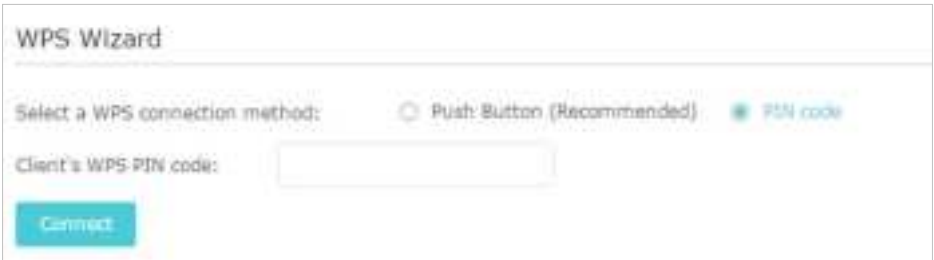 WPS Wizard
Select a WPS connection method: Push Button (Recommended) PIN code
Client's WPS PIN code:
Connect